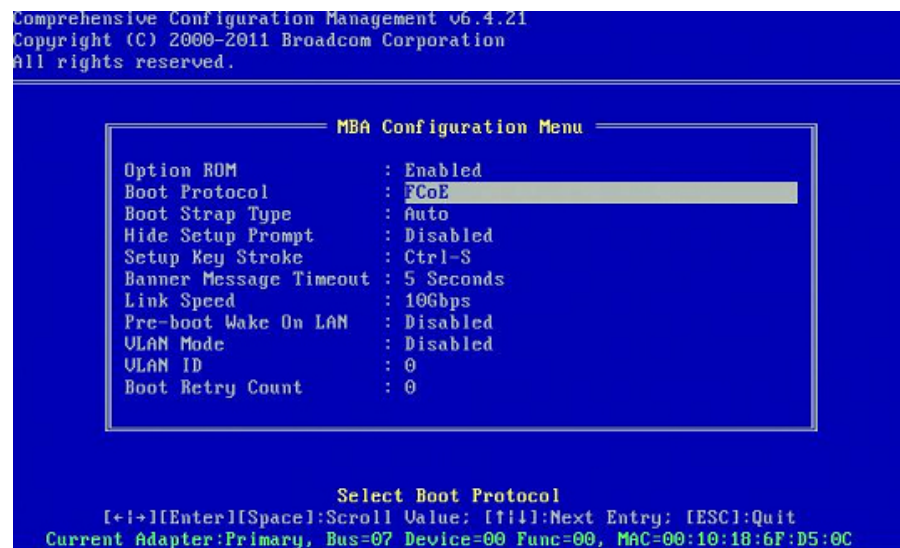 Comprehensive Configuration Management v6.4.21
Copyright (C) 2000-2011 Broadcom Corporation
All rights reserved.
MBA Configuration Menu
Option ROM : Enabled
Boot Protocol : FCoE
Boot Strap Type : Auto
Hide Setup Prompt : Disabled
Setup Key Stroke : Ctrl-S
Banner Message Timeout : 5 Seconds
Link Speed : 10Gbps
Pre-boot Wake On LAN : Disabled
VLAN Mode : Disabled
VLAN ID : 0
Boot Retry Count : 0
Select Boot Protocol
[←|→][Enter][Space]:Scroll Value; [↑|↓]:Next Entry; [ESC]:Quit
Current Adapter:Primary, Bus=07 Device=00 Func=00, MAC=00:10:18:6F:D5:0C